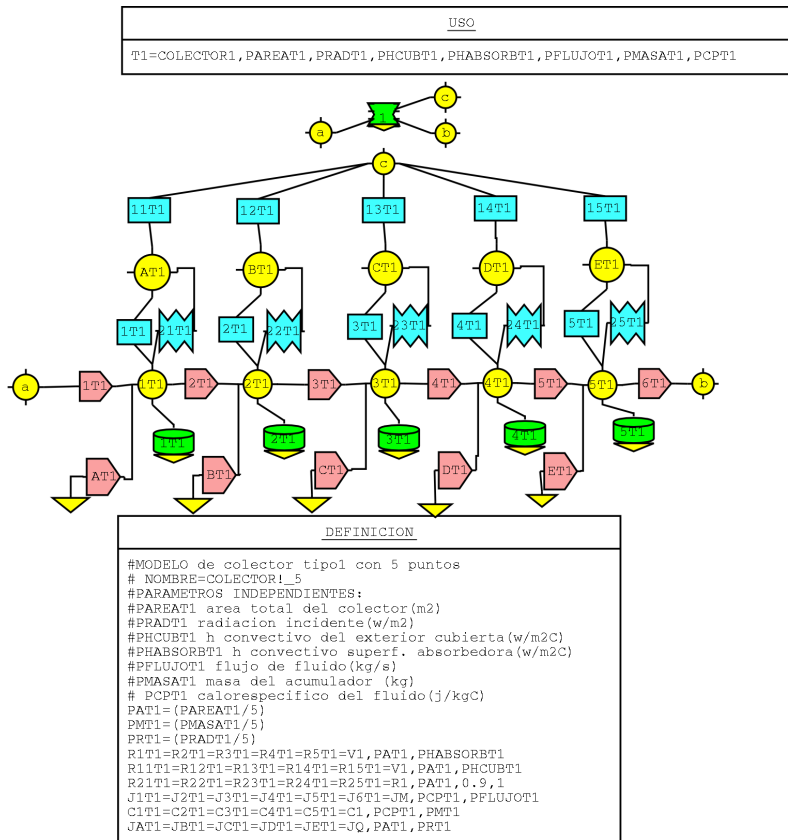 USO
T1=COLECTOR1,PAREAT1,PRADT1,PHCUBT1,PHABSORBT1,PFLUJOT1,PMASAT1,PCPT1
c
1
a b
c
11T1 12T1 13T1 14T1 15T1
AT1 BT1 CT1 DT1 ET1
1T1 21T1 2T1 22T1 3T1 23T1 4T1 24T1 5T1 25T1
a 1T1 1T1 2T1 2T1 3T1 3T1 4T1 4T1 5T1 5T1 6T1 b
1T1 2T1 3T1 4T1 5T1
AT1 BT1 CT1 DT1 ET1
DEFINICION
#MODELO de colector tipo1 con 5 puntos
# NOMBRE=COLECTOR!_5
#PARAMETROS INDEPENDIENTES:
#PAREAT1 area total del colector(m2)
#PRADT1 radiacion incidente(w/m2)
#PHCUBT1 h convectivo del exterior cubierta(w/m2C)
#PHABSORBT1 h convectivo superf. absorbedora(w/m2C)
#PFLUJOT1 flujo de fluido(kg/s)
#PMASAT1 masa del acumulador (kg)
# PCPT1 calorespecifico del fluido(j/kgC)
PAT1=(PAREAT1/5)
PMT1=(PMASAT1/5)
PRT1=(PRADT1/5)
R1T1=R2T1=R3T1=R4T1=R5T1=V1,PAT1,PHABSORBT1
R11T1=R12T1=R13T1=R14T1=R15T1=V1,PAT1,PHCUBT1
R21T1=R22T1=R23T1=R24T1=R25T1=R1,PAT1,0.9,1
J1T1=J2T1=J3T1=J4T1=J5T1=J6T1=JM,PCPT1,PFLUJOT1
C1T1=C2T1=C3T1=C4T1=C5T1=C1,PCPT1,PMT1
JAT1=JBT1=JCT1=JDT1=JET1=JQ,PAT1,PRT1